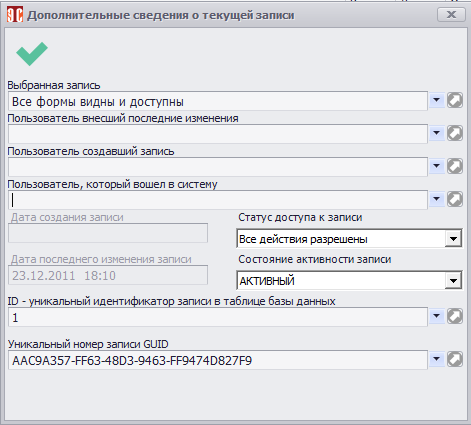 Дополнительные сведения о текущей записи
Выбранная запись
Все формы видны и доступны
Пользователь внесший последние изменения
Пользователь создавший запись
Пользователь, который вошел в систему
Дата создания записи
Статус доступа к записи
Все действия разрешены
Дата последнего изменения записи
Состояние активности записи
23.12.2011 18:10
АКТИВНЫЙ
ID - уникальный идентификатор записи в таблице базы данных
1
Уникальный номер записи GUID
AAC9A357-FF63-48D3-9463-FF9474D827F9